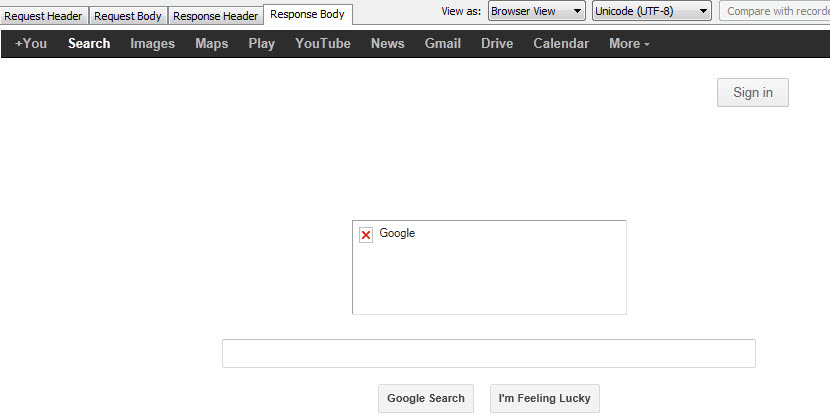 Request Header Request Body Response Header Response Body View as: Browser View Unicode (UTF-8) Compare with recorde
+You Search Images Maps Play YouTube News Gmail Drive Calendar More
Sign in
Google
Google Search I'm Feeling Lucky